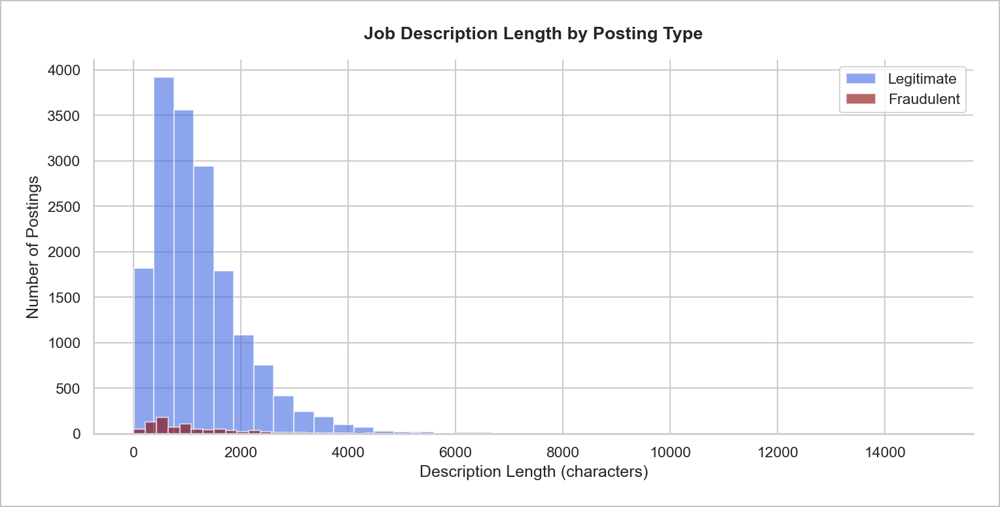 Job Description Length by Posting Type
Legitimate
Fraudulent
Number of Postings
4000
3500
3000
2500
2000
1500
1000
500
0
0 2000 4000 6000 8000 10000 12000 14000
Description Length (characters)